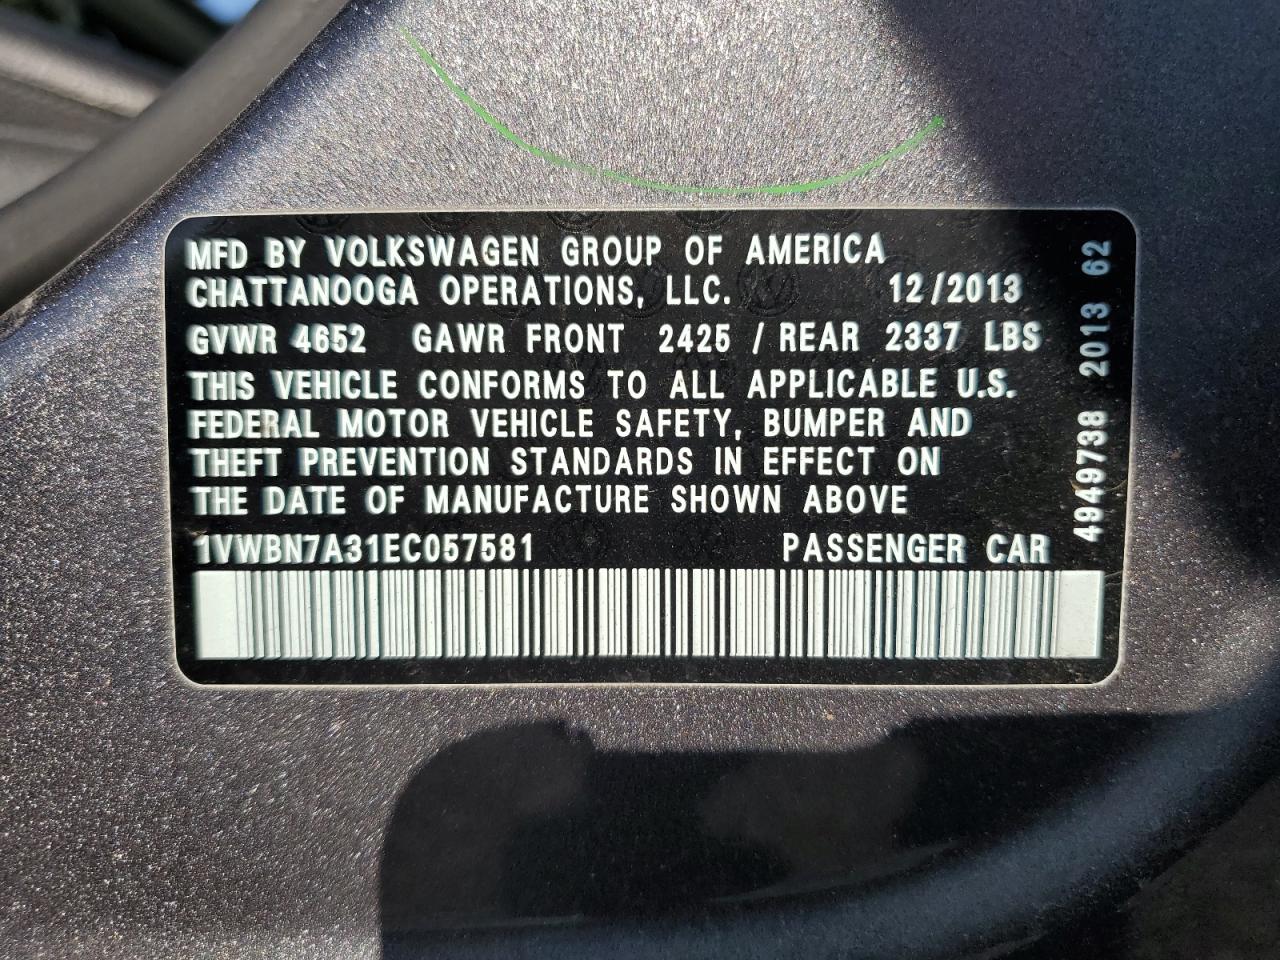 MFD BY VOLKSWAGEN GROUP OF AMERICA
CHATTANOOGA OPERATIONS, LLC. 12/2013
GVWR 4652 GAWR FRONT 2425 / REAR 2337 LBS
THIS VEHICLE CONFORMS TO ALL APPLICABLE U.S.
FEDERAL MOTOR VEHICLE SAFETY, BUMPER AND
THEFT PREVENTION STANDARDS IN EFFECT ON
THE DATE OF MANUFACTURE SHOWN ABOVE
1VWBN7A31EC057581 PASSENGER CAR
4949738 2013 62